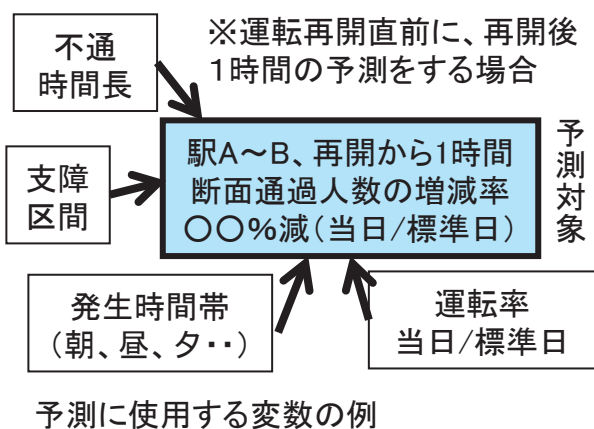 不通
時間長
※運転再開直前に、再開後
1時間の予測をする場合
駅A～B、再開から1時間
断面通過人数の増減率
〇〇%減(当日/標準日)
予測対象
支障
区間
発生時間帯
(朝、昼、夕･･)
運転率
当日/標準日
予測に使用する変数の例